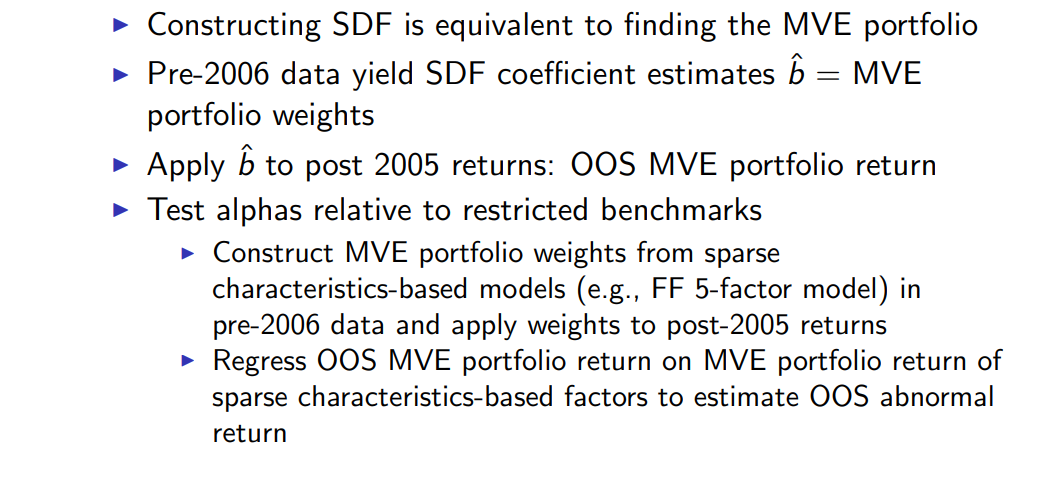 Constructing SDF is equivalent to finding the MVE portfolio
Pre-2006 data yield SDF coefficient estimates b̂ = MVE
portfolio weights
Apply b̂ to post 2005 returns: OOS MVE portfolio return
Test alphas relative to restricted benchmarks
Construct MVE portfolio weights from sparse
characteristics-based models (e.g., FF 5-factor model) in
pre-2006 data and apply weights to post-2005 returns
Regress OOS MVE portfolio return on MVE portfolio return of
sparse characteristics-based factors to estimate OOS abnormal
return